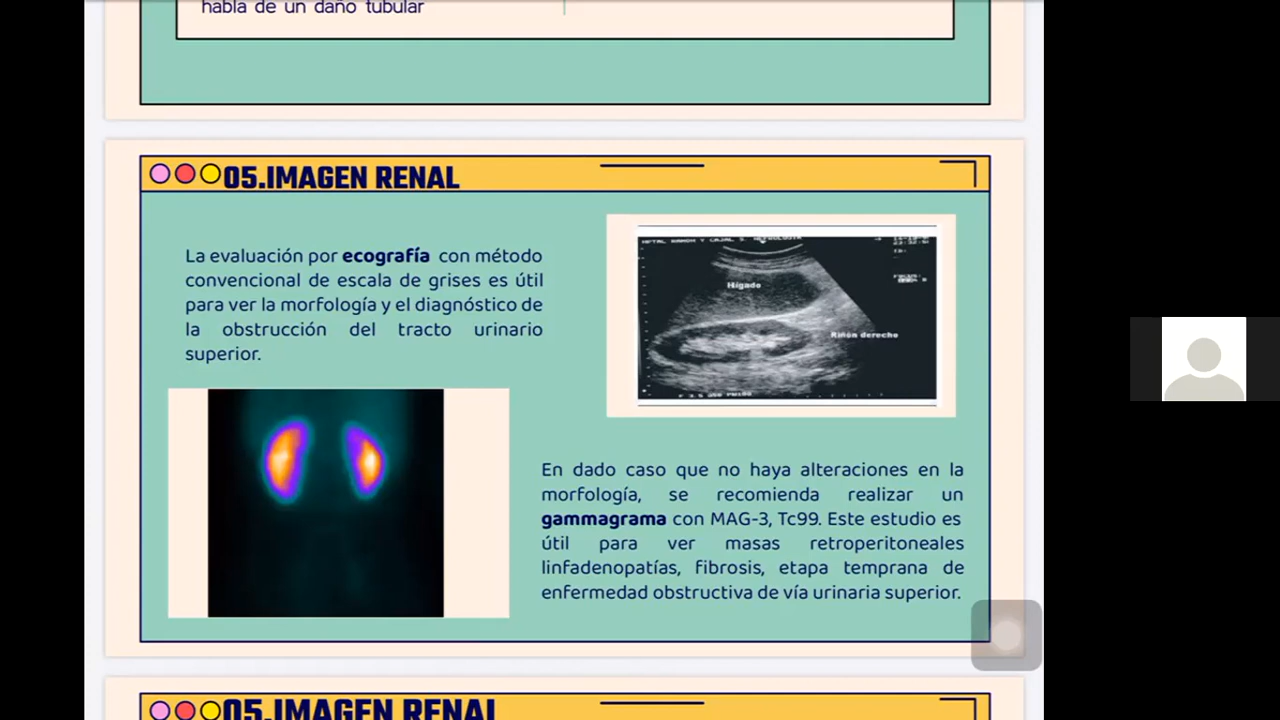 habla de un daño tubular
05.IMAGEN RENAL
La evaluación por ecografía con método
convencional de escala de grises es útil
para ver la morfología y el diagnóstico de
la obstrucción del tracto urinario
superior.
Hígado
Riñón derecho
En dado caso que no haya alteraciones en la
morfología, se recomienda realizar un
gammagrama con MAG-3, Tc99. Este estudio es
útil para ver masas retroperitoneales
linfadenopatías, fibrosis, etapa temprana de
enfermedad obstructiva de vía urinaria superior.
05.IMAGEN RENAL